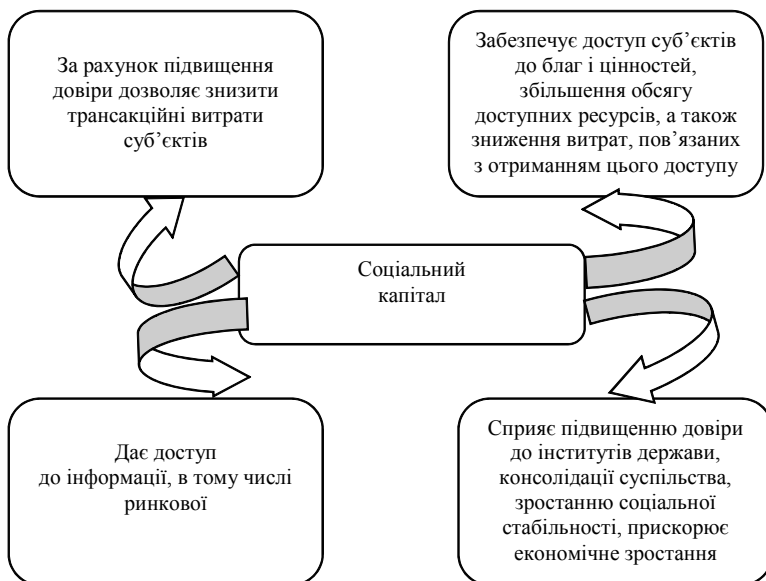 За рахунок підвищення
довіри дозволяє знизити
трансакційні витрати
суб’єктів
Забезпечує доступ суб’єктів
до благ і цінностей,
збільшення обсягу
доступних ресурсів, а також
зниження витрат, пов’язаних
з отриманням цього доступу
Соціальний
капітал
Дає доступ
до інформації, в тому числі
ринкової
Сприяє підвищенню довіри
до інститутів держави,
консолідації суспільства,
зростанню соціальної
стабільності, прискорює
економічне зростання